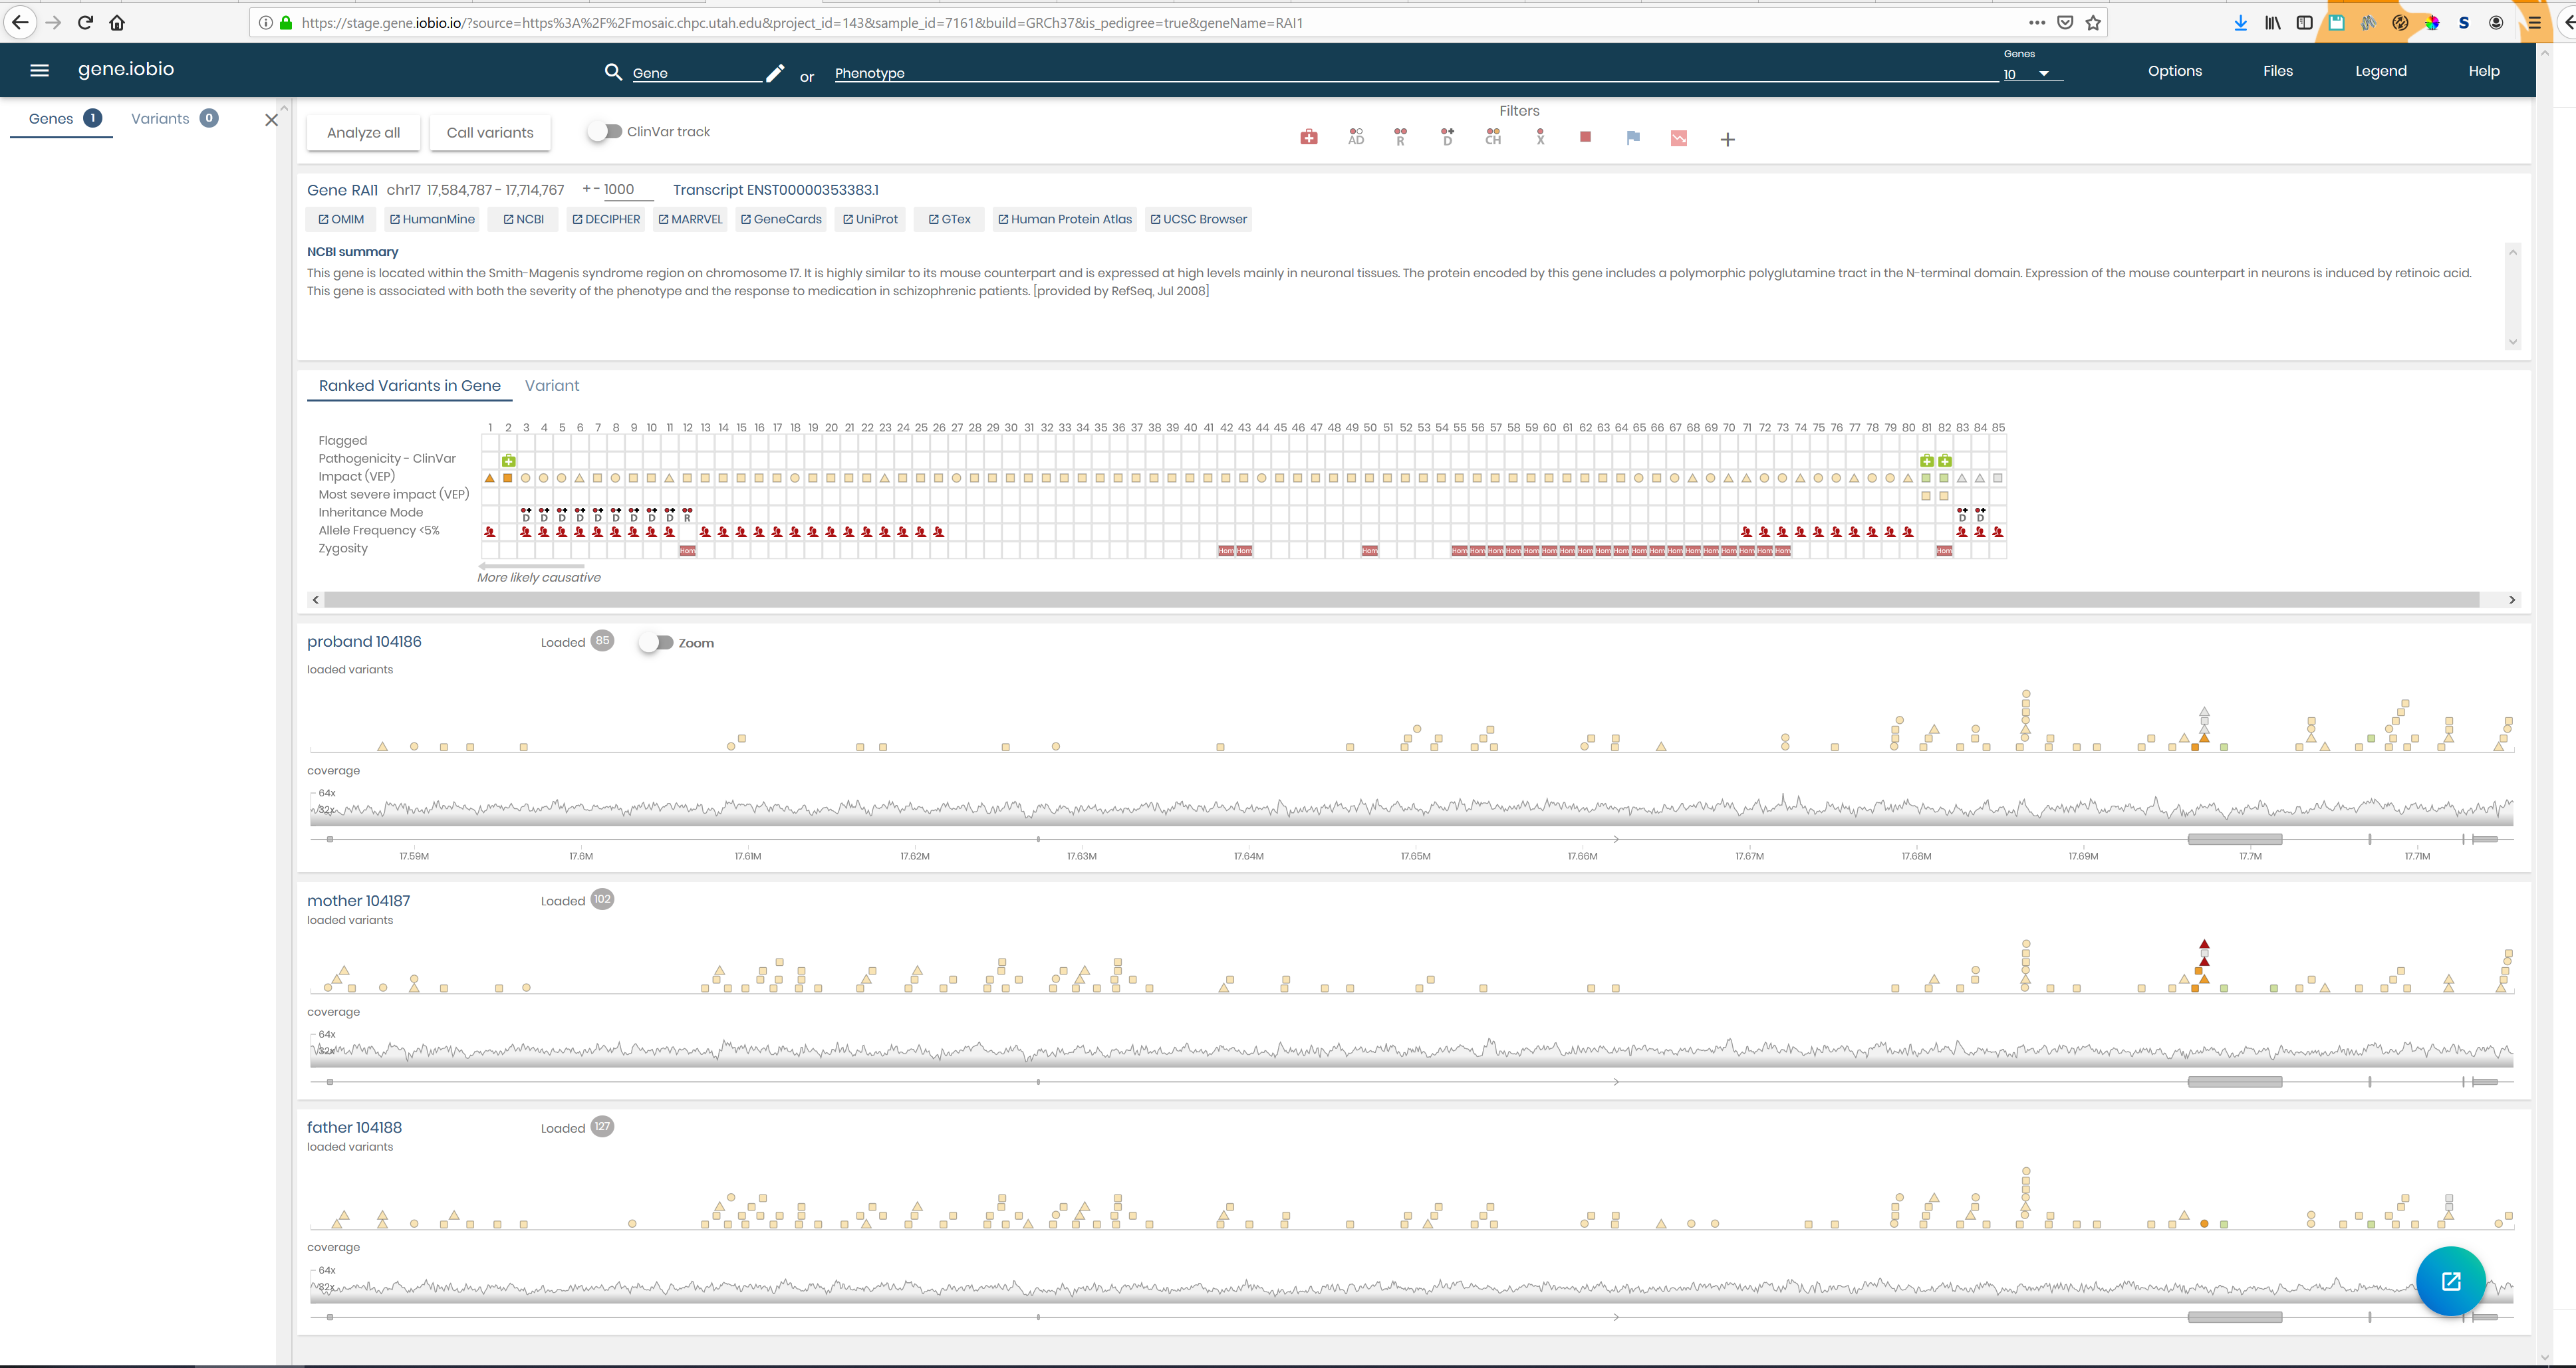 https://stage.gene.iobio.io/?source=https%3A%2F%2Fmosaic.chpc.utah.edu&project_id=143&sample_id=7161&build=GRCh37&is_pedigree=true&geneName=RAI1
S
gene.iobio
Gene or Phenotype
Genes
10
Options Files Legend Help
Genes 1 Variants 0
Analyze all Call variants ClinVar track
Filters
AD R D CH X
Gene RAI1 chr17 17,584,787 - 17,714,767 + - 1000 Transcript ENST00000353383.1
OMIM HumanMine NCBI DECIPHER MARRVEL GeneCards UniProt GTex Human Protein Atlas UCSC Browser
NCBI summary
This gene is located within the Smith-Magenis syndrome region on chromosome 17. It is highly similar to its mouse counterpart and is expressed at high levels mainly in neuronal tissues. The protein encoded by this gene includes a polymorphic polyglutamine tract in the N-terminal domain. Expression of the mouse counterpart in neurons is induced by retinoic acid.
This gene is associated with both the severity of the phenotype and the response to medication in schizophrenic patients. [provided by RefSeq, Jul 2008]
Ranked Variants in Gene Variant
1 2 3 4 5 6 7 8 9 10 11 12 13 14 15 16 17 18 19 20 21 22 23 24 25 26 27 28 29 30 31 32 33 34 35 36 37 38 39 40 41 42 43 44 45 46 47 48 49 50 51 52 53 54 55 56 57 58 59 60 61 62 63 64 65 66 67 68 69 70 71 72 73 74 75 76 77 78 79 80 81 82 83 84 85
Flagged
Pathogenicity - ClinVar
Impact (VEP)
Most severe impact (VEP)
Inheritance Mode D D D D D D D D D R D D
Allele Frequency <5%
Zygosity Hom Hom Hom Hom Hom Hom Hom Hom Hom Hom Hom Hom Hom Hom Hom Hom Hom Hom Hom Hom Hom Hom Hom Hom
More likely causative
proband 104186 Loaded 85 Zoom
loaded variants
coverage
64x
32x
17.59M 17.6M 17.61M 17.62M 17.63M 17.64M 17.65M 17.66M 17.67M 17.68M 17.69M 17.7M 17.71M
mother 104187 Loaded 102
loaded variants
coverage
64x
32x
father 104188 Loaded 127
loaded variants
coverage
64x
32x